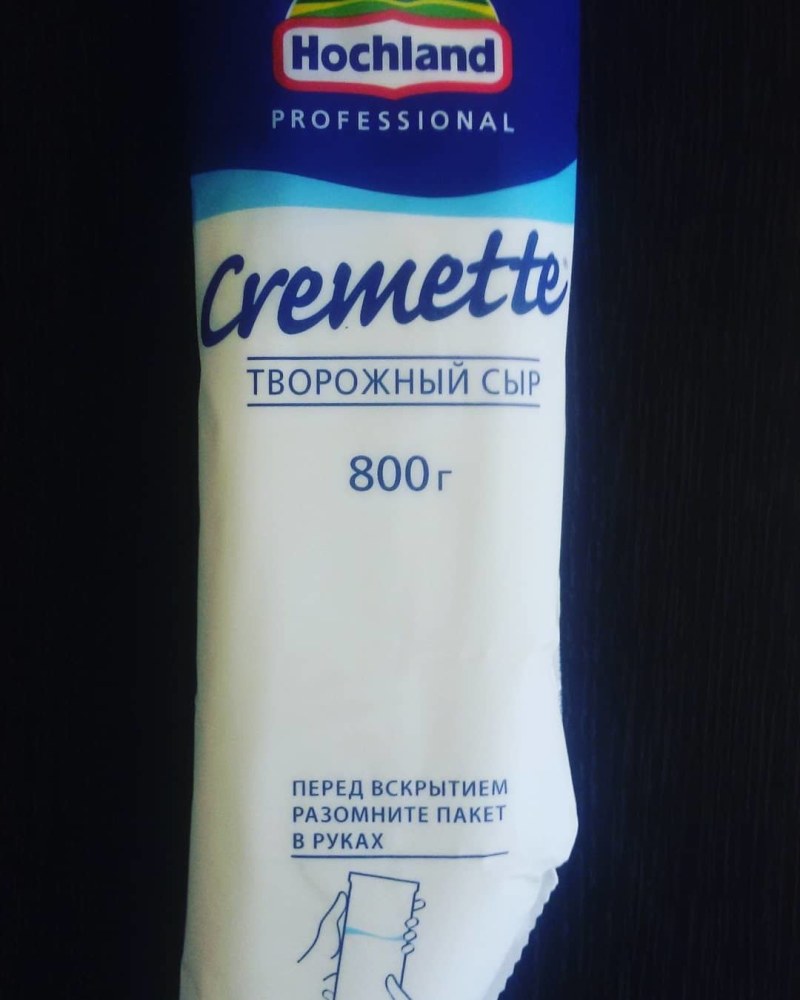 Hochland
PROFESSIONAL
Cremette
ТВОРОЖНЫЙ СЫР
800 г
ПЕРЕД ВСКРЫТИЕМ
РАЗОМНИТЕ ПАКЕТ
В РУКАХ